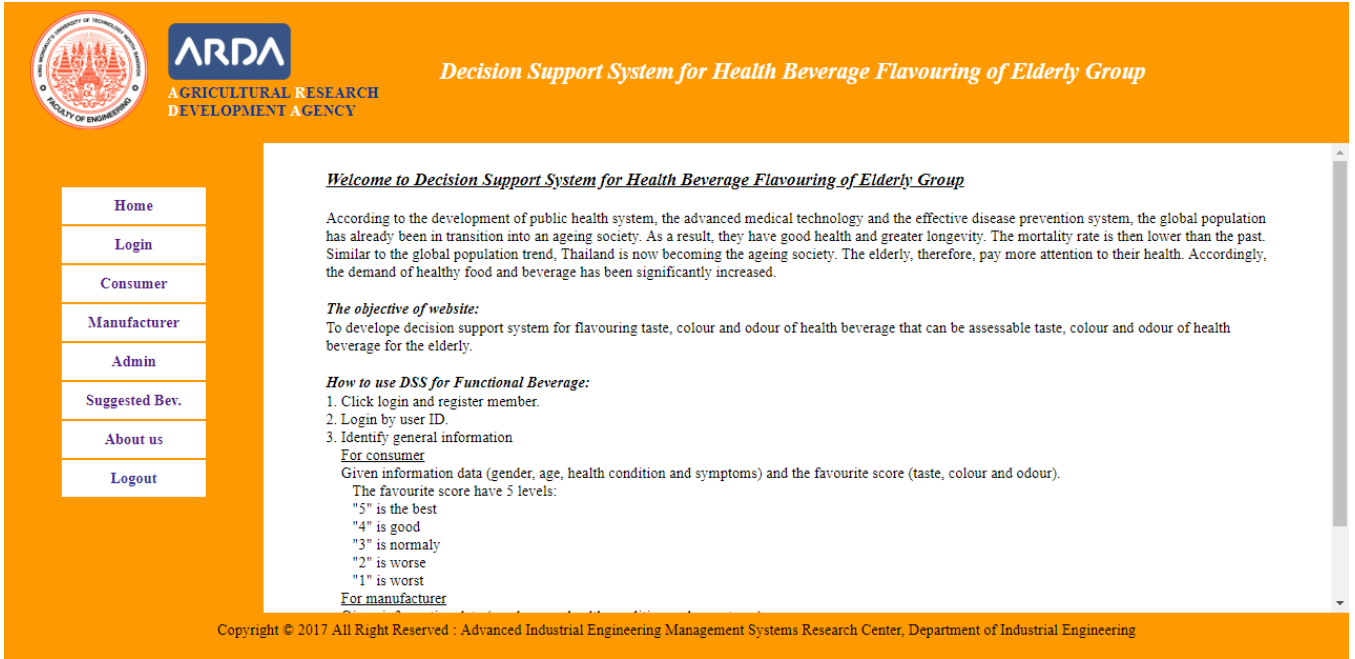 KING MONGKUT'S UNIVERSITY OF TECHNOLOGY NORTH BANGKOK
FACULTY OF ENGINEERING
ARDA
AGRICULTURAL RESEARCH
DEVELOPMENT AGENCY
Decision Support System for Health Beverage Flavouring of Elderly Group
Home
Login
Consumer
Manufacturer
Admin
Suggested Bev.
About us
Logout
Welcome to Decision Support System for Health Beverage Flavouring of Elderly Group
According to the development of public health system, the advanced medical technology and the effective disease prevention system, the global population
has already been in transition into an ageing society. As a result, they have good health and greater longevity. The mortality rate is then lower than the past.
Similar to the global population trend, Thailand is now becoming the ageing society. The elderly, therefore, pay more attention to their health. Accordingly,
the demand of healthy food and beverage has been significantly increased.
The objective of website:
To develope decision support system for flavouring taste, colour and odour of health beverage that can be assessable taste, colour and odour of health
beverage for the elderly.
How to use DSS for Functional Beverage:
1. Click login and register member.
2. Login by user ID.
3. Identify general information
For consumer
Given information data (gender, age, health condition and symptoms) and the favourite score (taste, colour and odour).
The favourite score have 5 levels:
"5" is the best
"4" is good
"3" is normaly
"2" is worse
"1" is worst
For manufacturer
Copyright © 2017 All Right Reserved : Advanced Industrial Engineering Management Systems Research Center, Department of Industrial Engineering